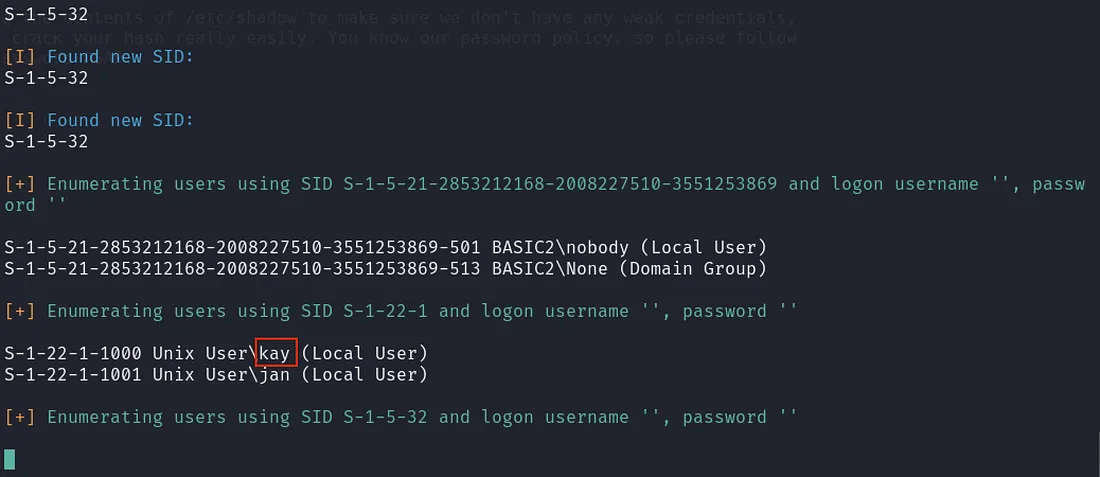 S-1-5-32
ntents of /etc/shadow to make sure we don't have any weak credentials,
crack your hash really easily. You know our password policy, so please follow
[I] Found new SID:
S-1-5-32
[I] Found new SID:
S-1-5-32
[+] Enumerating users using SID S-1-5-21-2853212168-2008227510-3551253869 and logon username '', passw
ord ''
S-1-5-21-2853212168-2008227510-3551253869-501 BASIC2\nobody (Local User)
S-1-5-21-2853212168-2008227510-3551253869-513 BASIC2\None (Domain Group)
[+] Enumerating users using SID S-1-22-1 and logon username '', password ''
S-1-22-1-1000 Unix User\kay (Local User)
S-1-22-1-1001 Unix User\jan (Local User)
[+] Enumerating users using SID S-1-5-32 and logon username '', password ''